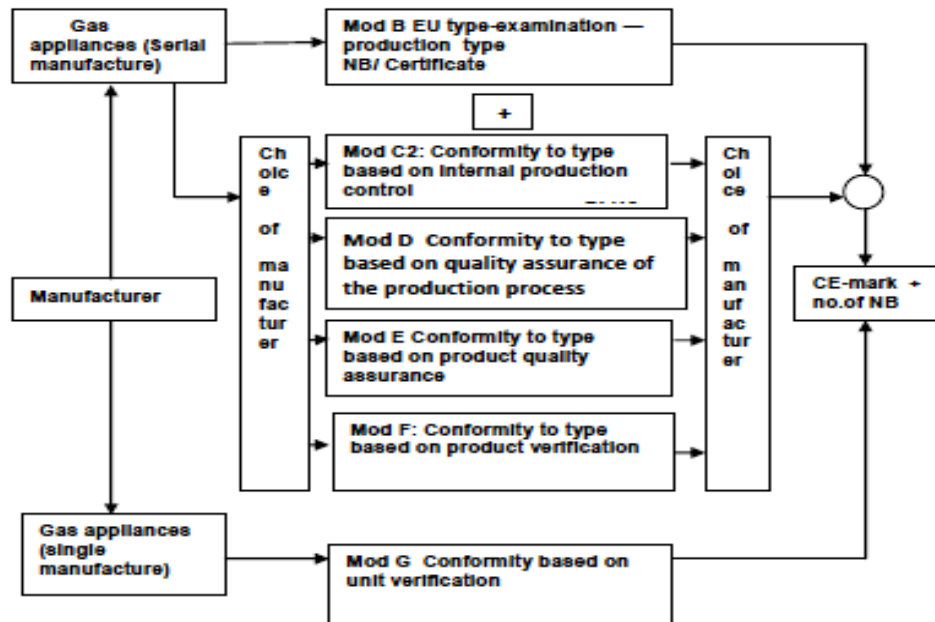 Gas
appliances (Serial
manufacture)
Mod B EU type-examination —
production type
NB/ Certificate
+
Ch
oic
e
of
ma
nu
fac
tur
er
Mod C2: Conformity to type
based on internal production
control
Mod D Conformity to type
based on quality assurance of
the production process
Mod E Conformity to type
based on product quality
assurance
Mod F: Conformity to type
based on product verification
Ch
oi
ce
of
m
an
uf
ac
tur
er
Manufacturer
CE-mark +
no.of NB
Gas appliances
(single
manufacture)
Mod G Conformity based on
unit verification